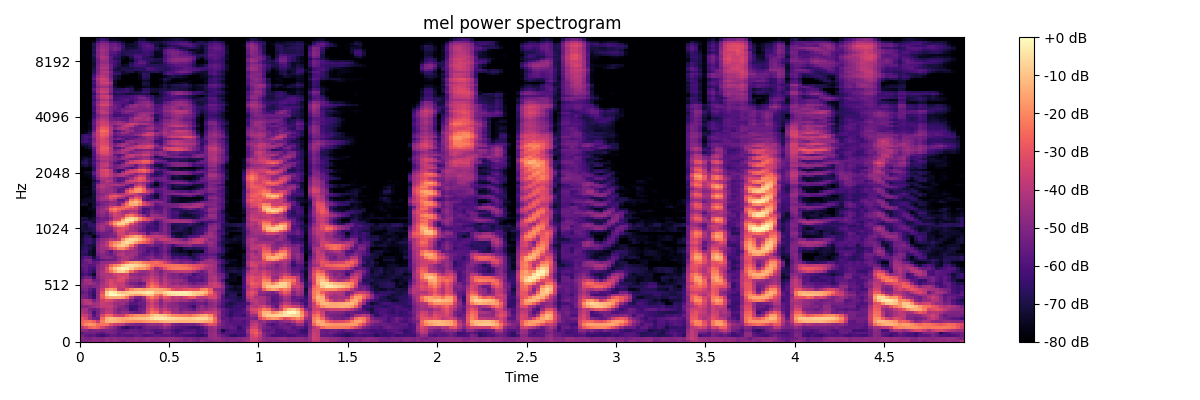 mel power spectrogram
8192
4096
2048
1024
512
0
Hz
0 0.5 1 1.5 2 2.5 3 3.5 4 4.5
Time
+0 dB
-10 dB
-20 dB
-30 dB
-40 dB
-50 dB
-60 dB
-70 dB
-80 dB